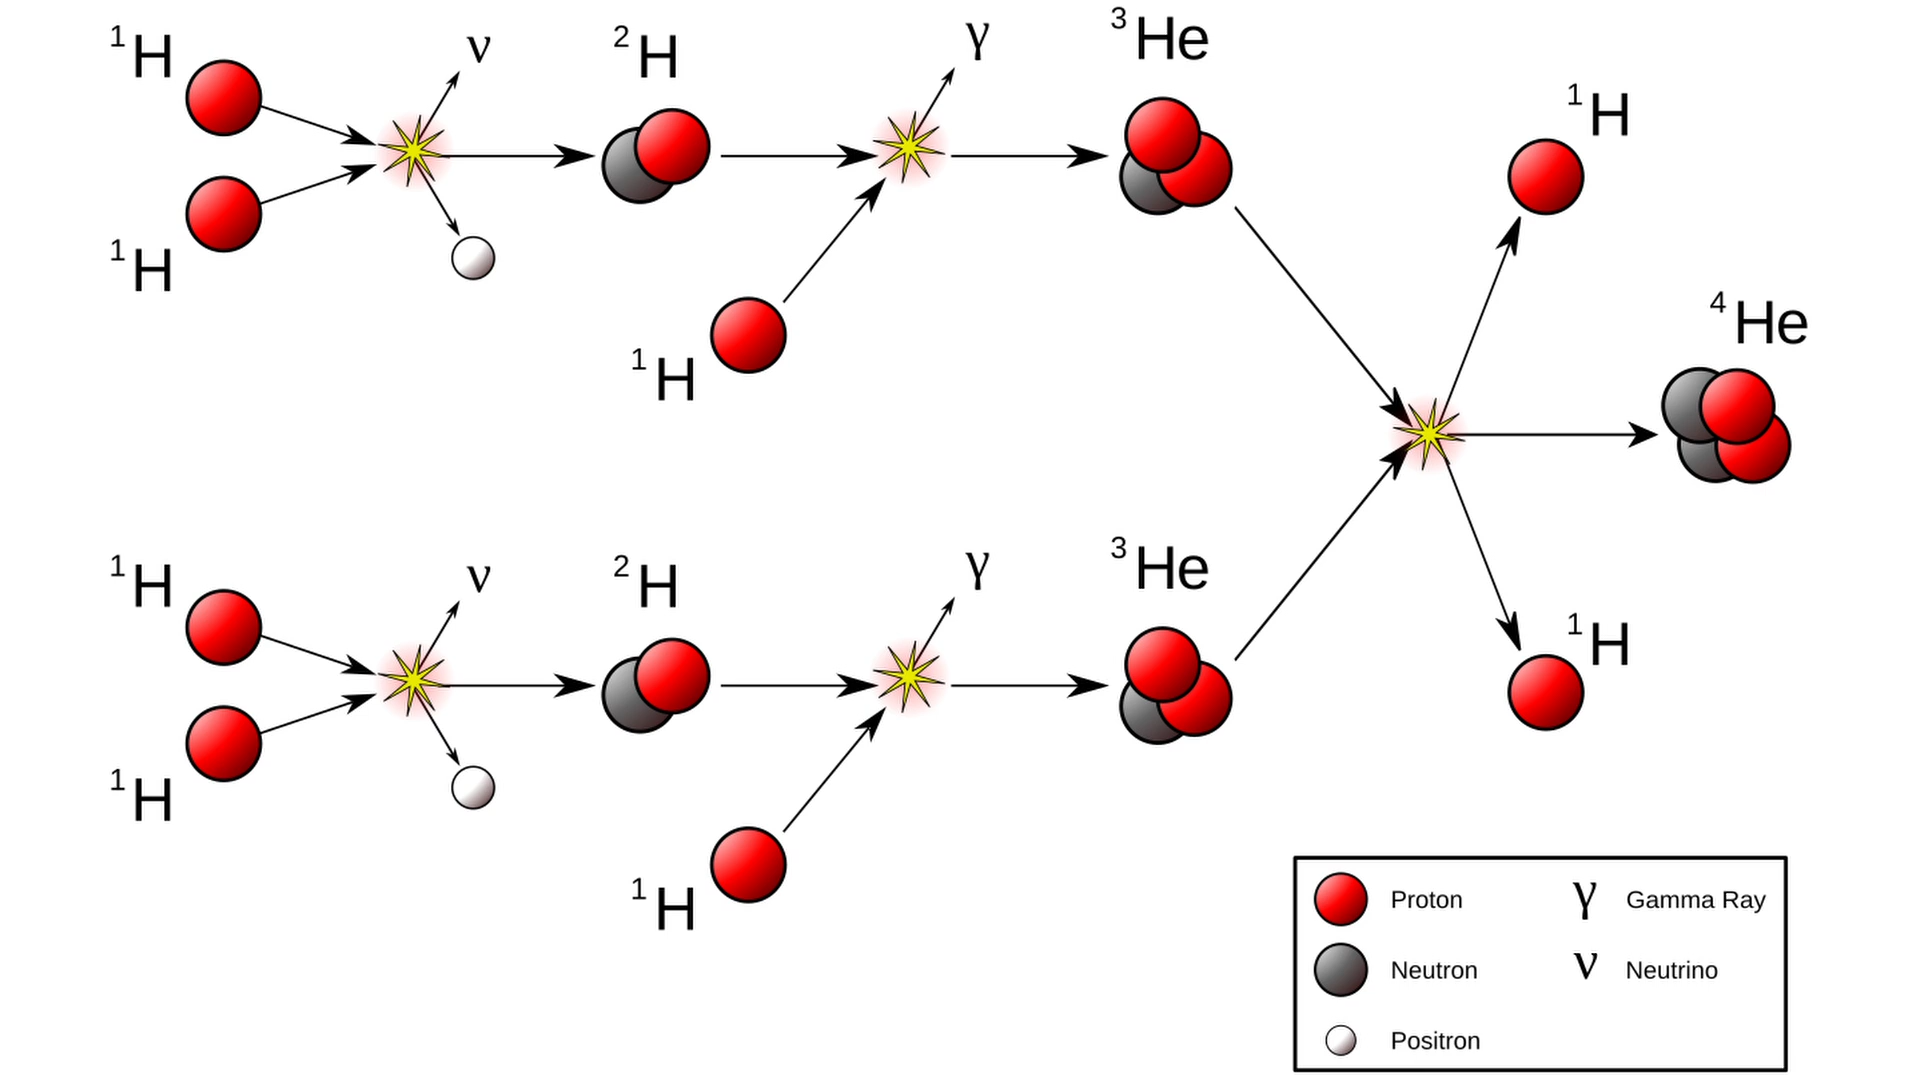 ¹H
ν
²H
γ
³He
¹H
¹H
¹H
⁴He
¹H
¹H
ν
²H
γ
³He
¹H
¹H
¹H
Proton
γ Gamma Ray
Neutron
ν Neutrino
Positron